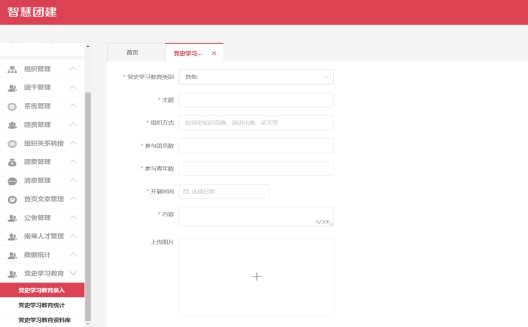 智慧团建
首页
党史学习... ×
组织管理
团干管理
系统管理
团员管理
组织关系转接
团费管理
消息管理
首页文章管理
公告管理
南粤人才管理
数据统计
党史学习教育
党史学习教育录入
党史学习教育统计
党史学习教育资料库
* 党史学习教育类别 其他
* 主题
* 组织方式
* 参与团员数
* 参与青年数
* 开展时间 选择日期
* 内容
0/300
上传图片